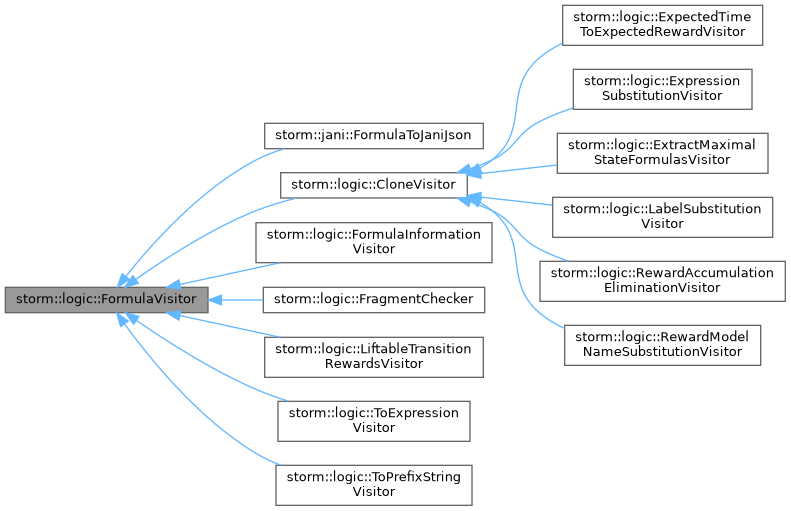 storm::logic::ExpectedTime
ToExpectedRewardVisitor
storm::logic::Expression
SubstitutionVisitor
storm::jani::FormulaToJaniJson
storm::logic::ExtractMaximal
StateFormulasVisitor
storm::logic::CloneVisitor
storm::logic::LabelSubstitution
Visitor
storm::logic::FormulaInformation
Visitor
storm::logic::RewardAccumulation
EliminationVisitor
storm::logic::FormulaVisitor
storm::logic::FragmentChecker
storm::logic::RewardModel
NameSubstitutionVisitor
storm::logic::LiftableTransition
RewardsVisitor
storm::logic::ToExpression
Visitor
storm::logic::ToPrefixString
Visitor